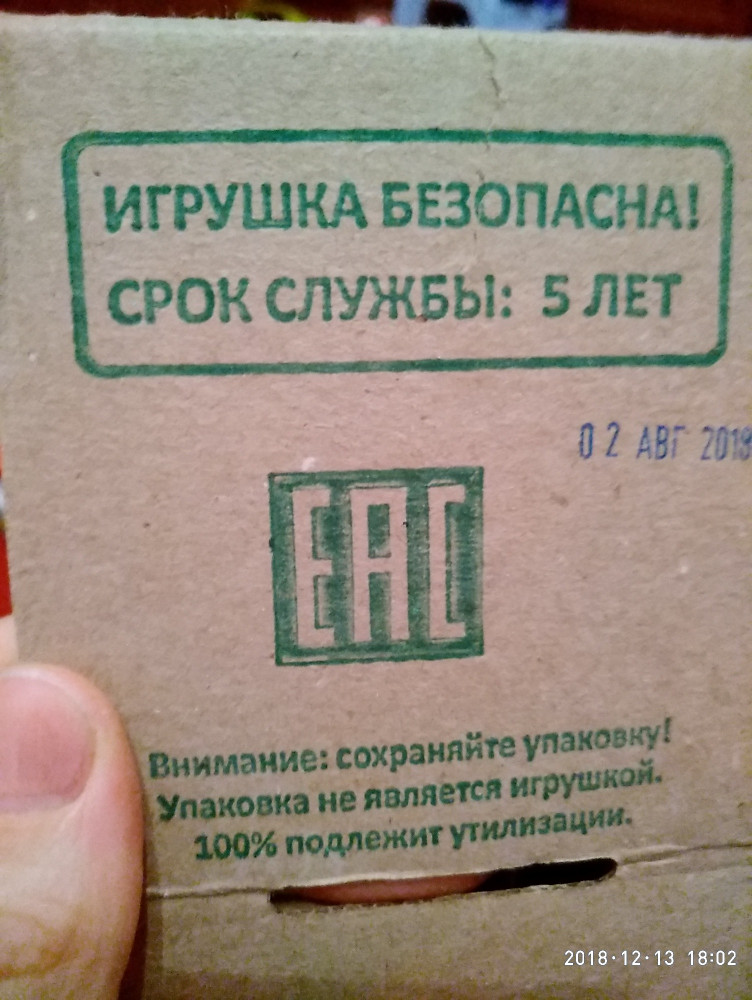 ИГРУШКА БЕЗОПАСНА!
СРОК СЛУЖБЫ: 5 ЛЕТ
02 АВГ 2018
ЕАС
Внимание: сохраняйте упаковку!
Упаковка не является игрушкой.
100% подлежит утилизации.
2018·12·13 18:02